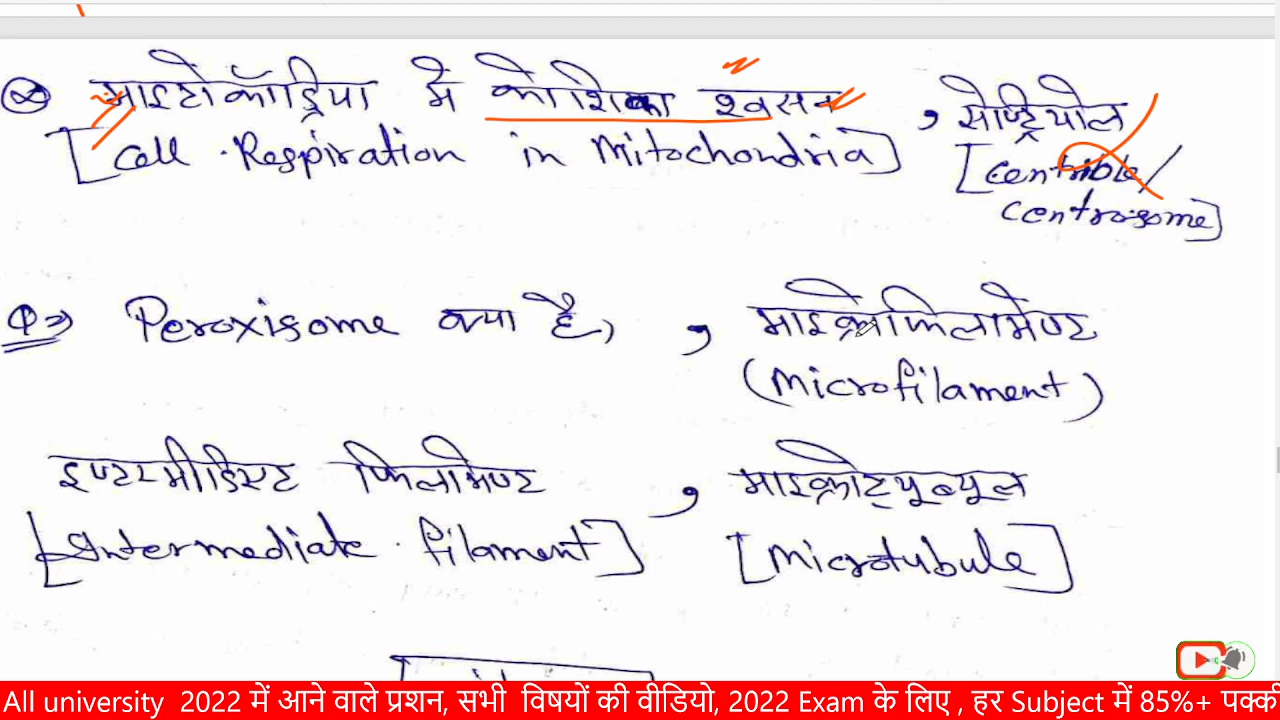 माइटोकॉंड्रिया में कोशिका श्वसन, सेण्ट्रियोल
[Cell Respiration in Mitochondria] [Centriole/
Centrosome]
Q⇒ Peroxisome क्या है, , माइक्रोफिलामेण्ट
(Microfilament)
इण्टरमीडिएट फिलामेण्ट , माइक्रोट्यूब्यूल
[Intermediate filament] [Microtubule]
All university 2022 में आने वाले प्रशन, सभी विषयों की वीडियो, 2022 Exam के लिए , हर Subject में 85%+ पक्की